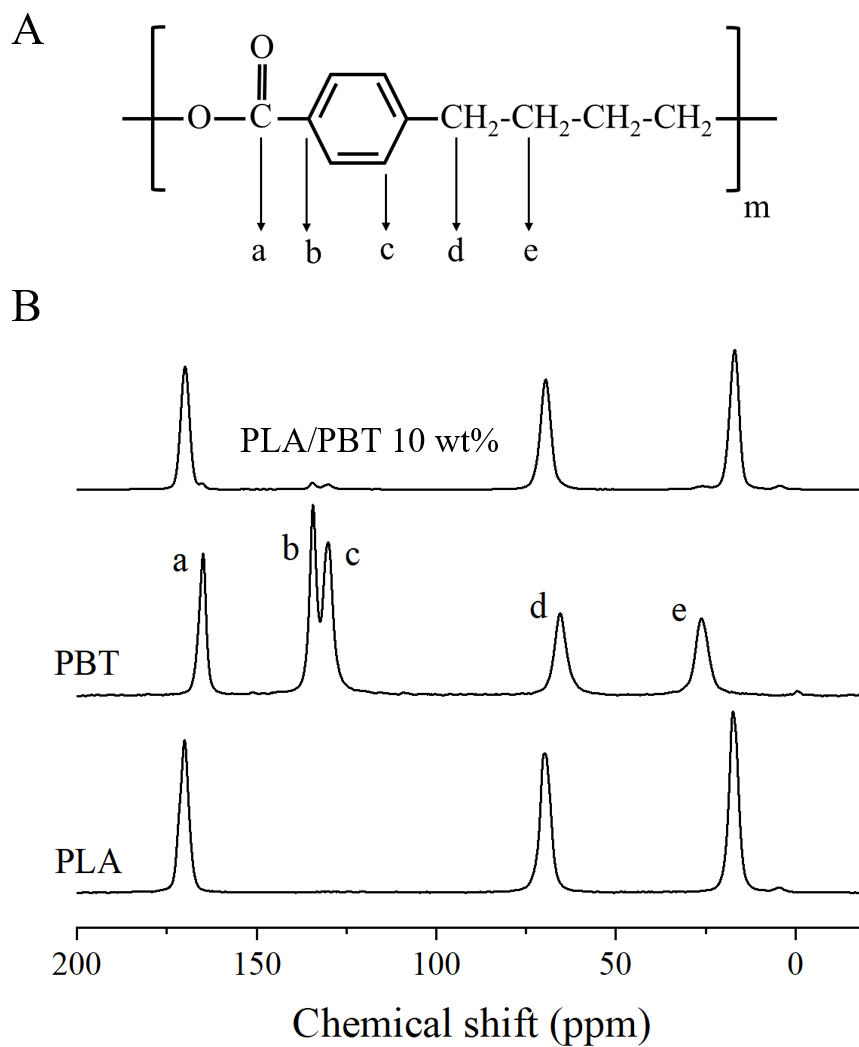 A
O
O C CH₂-CH₂-CH₂-CH₂
m
a b c d e
B
PLA/PBT 10 wt%
a b c d e
PBT
PLA
200 150 100 50 0
Chemical shift (ppm)